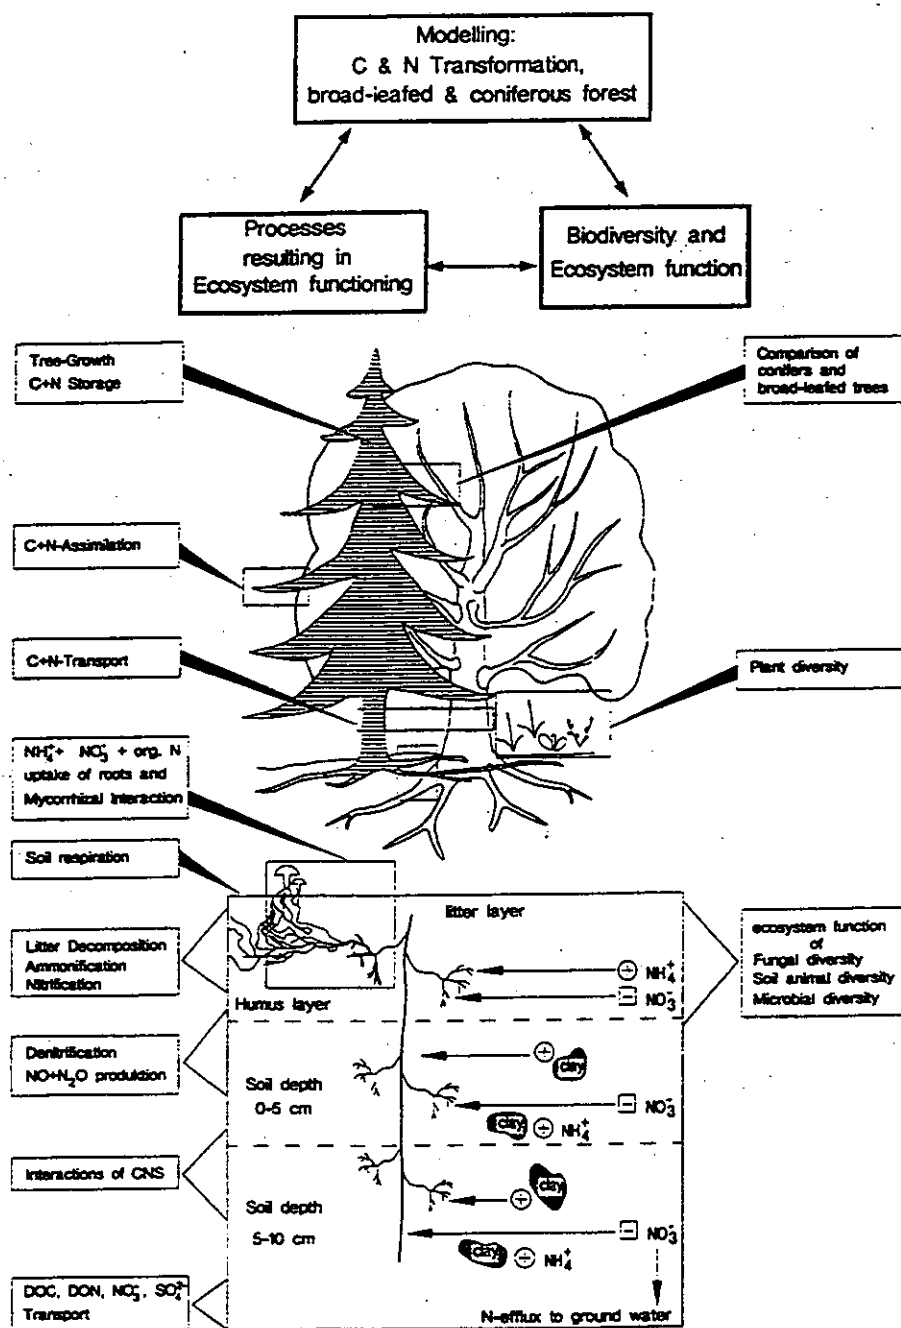 Modelling:
C & N Transformation,
broad-leafed & coniferous forest
Processes
resulting in
Ecosystem functioning
Biodiversity and
Ecosystem function
Tree-Growth
C+N Storage
Comparison of
conifers and
broad-leafed trees
C+N-Assimilation
C+N-Transport
Plant diversity
NH₄⁺+ NO₃⁻ + org. N
uptake of roots and
Mycorrhizal Interaction
Soil respiration
litter layer
Litter Decomposition
Ammonification
Nitrification
ecosystem function
of
Fungal diversity
Soil animal diversity
Microbial diversity
+ NH₄⁺
− NO₃⁻
Humus layer
Denitrification
NO+N₂O produktion
Soil depth
0-5 cm
+ clay
− NO₃⁻
clay + NH₄⁺
Interactions of CNS
Soil depth
5-10 cm
+ clay
− NO₃⁻
clay + NH₄⁺
DOC, DON, NO₃⁻, SO₄²⁻
Transport
N-efflux to ground water